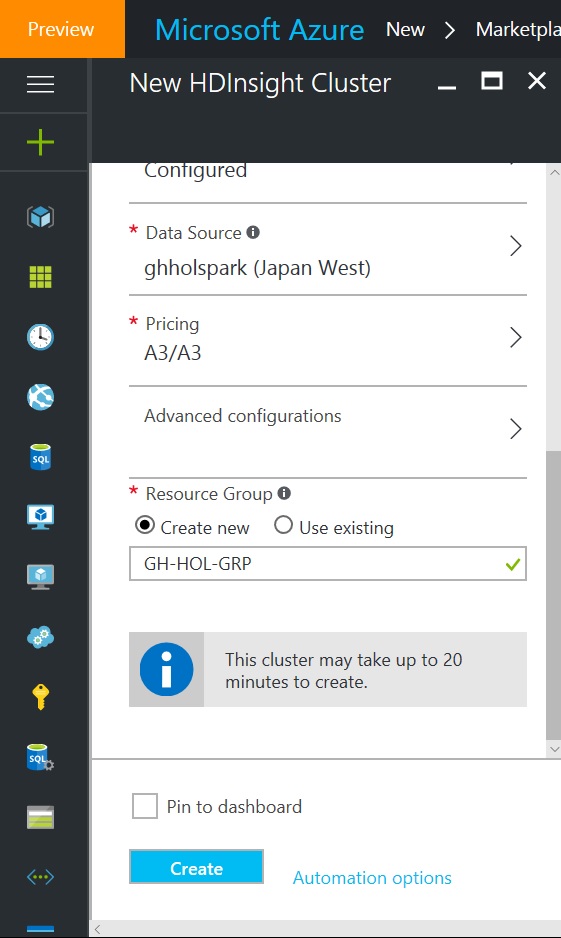 Preview
Microsoft Azure New Marketpla
New HDInsight Cluster
Configured
* Data Source
ghholspark (Japan West)
* Pricing
A3/A3
Advanced configurations
* Resource Group
Create new Use existing
GH-HOL-GRP
This cluster may take up to 20
minutes to create.
Pin to dashboard
Create
Automation options
SQL
SQL